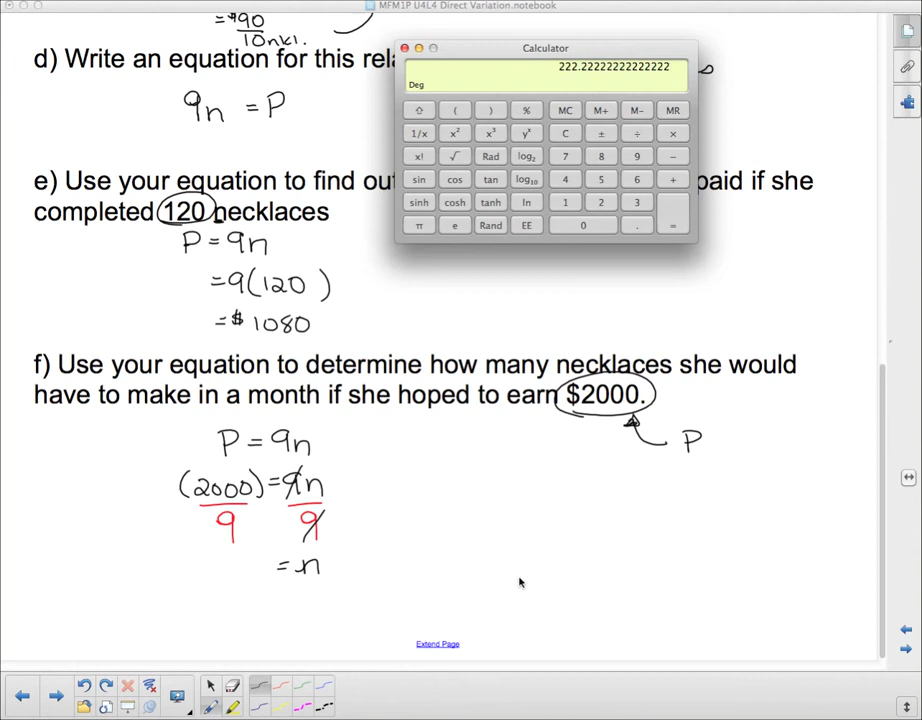 MFM1P U4L4 Direct Variation.notebook
= $90
10nkl.
d) Write an equation for this rel
9n = P
Calculator
222.22222222222222
Deg
( ) % MC M+ M- MR
1/x x² x³ yˣ C ± ÷ ×
x! √ Rad log₂ 7 8 9 −
sin cos tan log₁₀ 4 5 6 +
sinh cosh tanh ln 1 2 3
π e Rand EE 0 . =
e) Use your equation to find out paid if she
completed 120 necklaces
P = 9n
= 9(120 )
= $ 1080
f) Use your equation to determine how many necklaces she would
have to make in a month if she hoped to earn $2000.
P = 9n
P
(2000) = 9n
9 9
= n
Extend Page